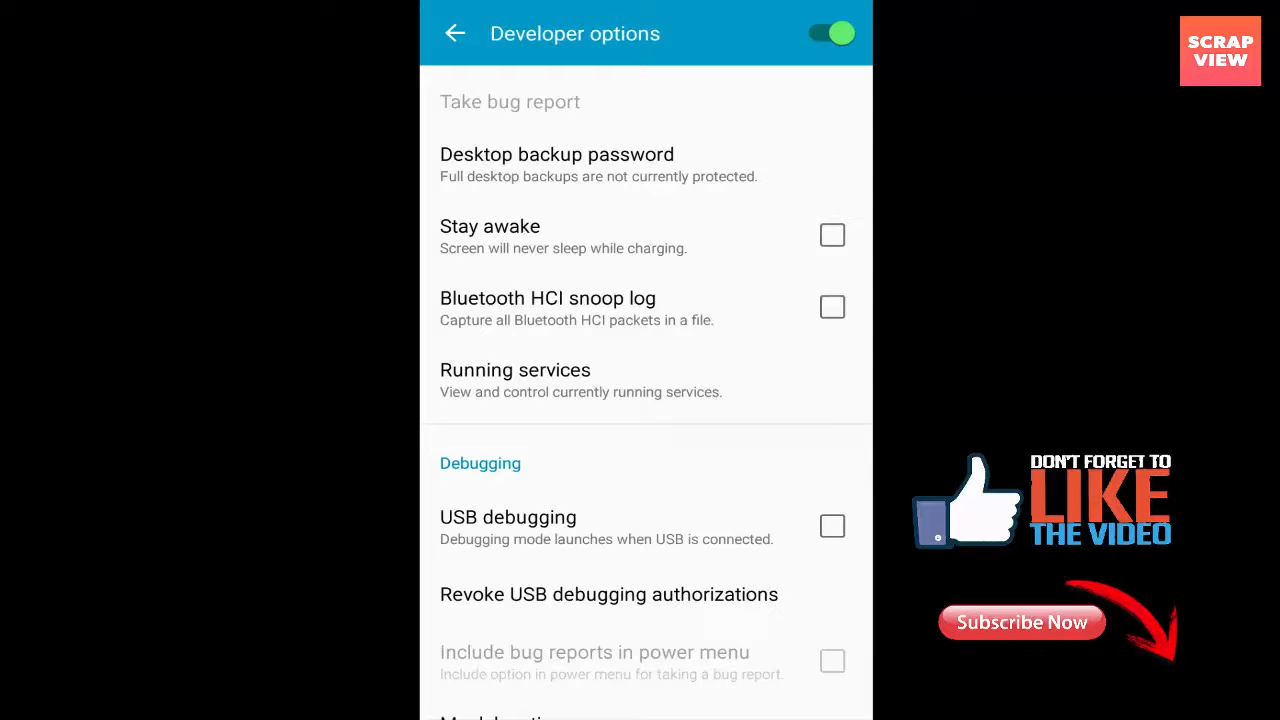 Developer options
SCRAP
VIEW
Take bug report
Desktop backup password
Full desktop backups are not currently protected.
Stay awake
Screen will never sleep while charging.
Bluetooth HCI snoop log
Capture all Bluetooth HCI packets in a file.
Running services
View and control currently running services.
Debugging
USB debugging
Debugging mode launches when USB is connected.
Revoke USB debugging authorizations
Include bug reports in power menu
Include option in power menu for taking a bug report.
DON'T FORGET TO
LIKE
THE VIDEO
Subscribe Now